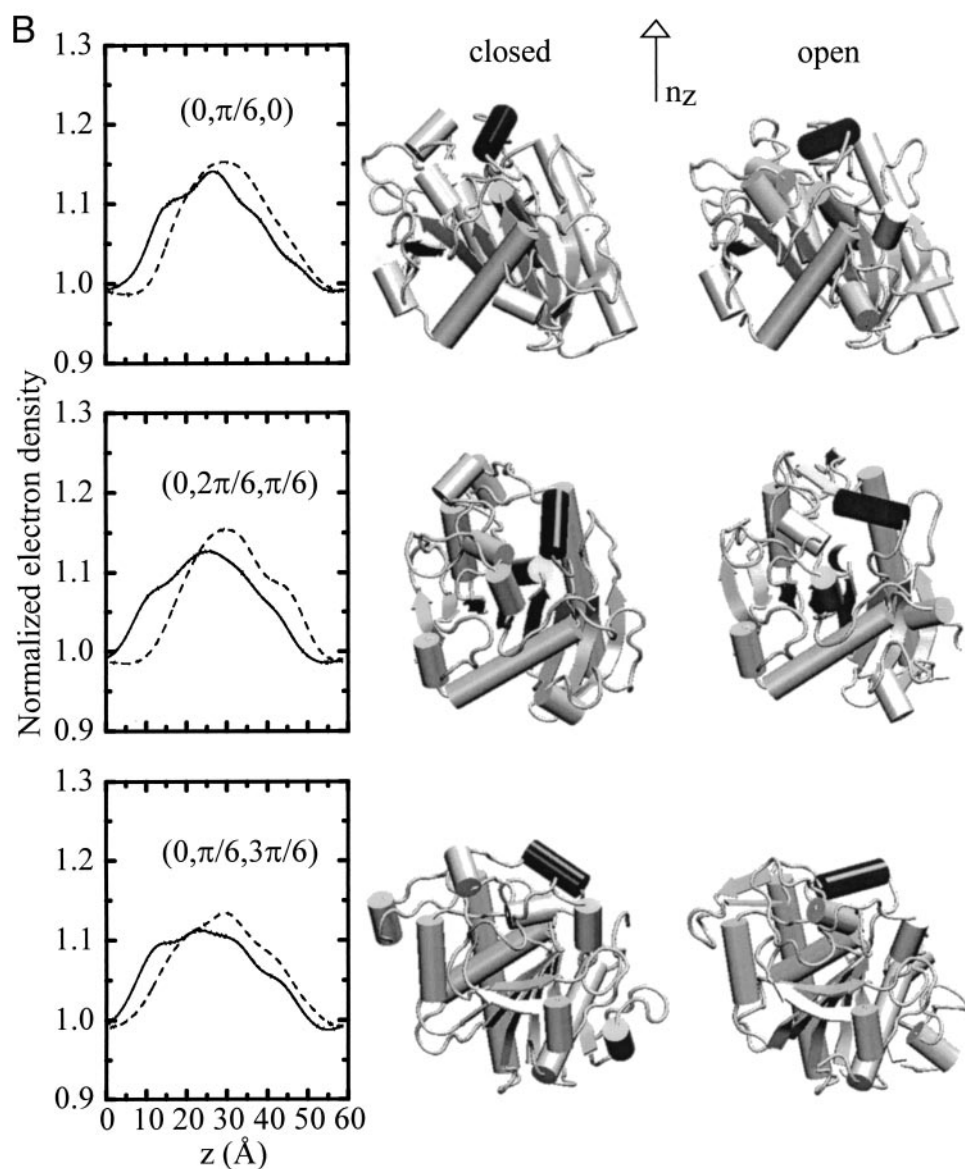 B
closed
open
nz
Normalized electron density
1.3
1.2
1.1
1.0
0.9
(0,π/6,0)
1.3
1.2
1.1
1.0
0.9
(0,2π/6,π/6)
1.3
1.2
1.1
1.0
0.9
(0,π/6,3π/6)
0 10 20 30 40 50 60
z (Å)